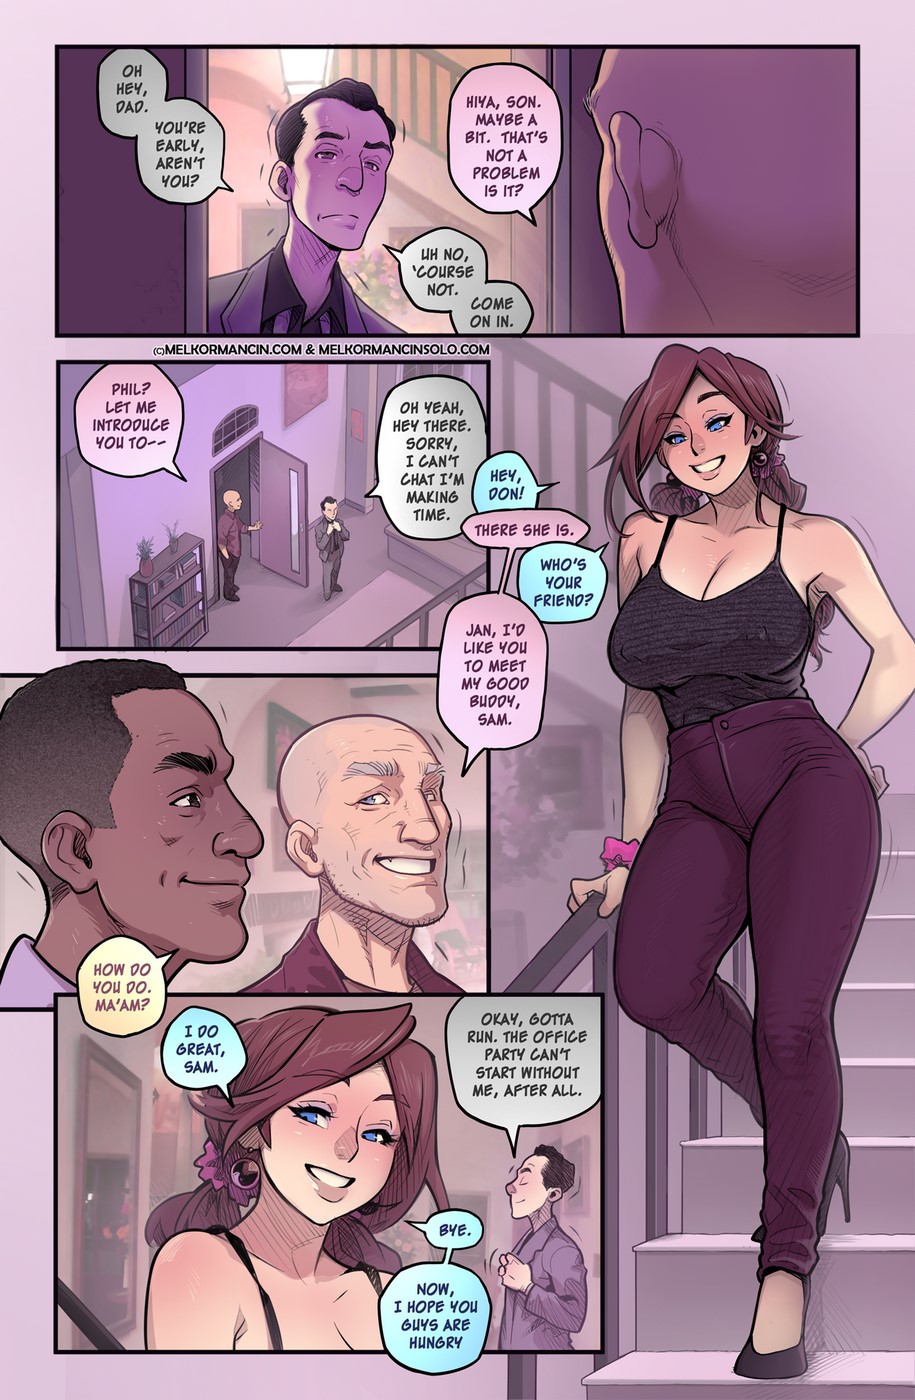 OH
HEY,
DAD.
YOU'RE
EARLY,
AREN'T
YOU?
HIYA, SON.
MAYBE A
BIT. THAT'S
NOT A
PROBLEM
IS IT?
UH NO,
'COURSE
NOT.
COME
ON IN.
(C)MELKORMANCIN.COM & MELKORMANCINSOLO.COM
PHIL?
LET ME
INTRODUCE
YOU TO--
OH YEAH,
HEY THERE.
SORRY,
I CAN'T
CHAT I'M
MAKING
TIME.
HEY,
DON!
THERE SHE IS.
WHO'S
YOUR
FRIEND?
JAN, I'D
LIKE YOU
TO MEET
MY GOOD
BUDDY,
SAM.
HOW DO
YOU DO.
MA'AM?
I DO
GREAT,
SAM.
OKAY, GOTTA
RUN. THE OFFICE
PARTY CAN'T
START WITHOUT
ME, AFTER ALL.
BYE.
NOW,
I HOPE YOU
GUYS ARE
HUNGRY